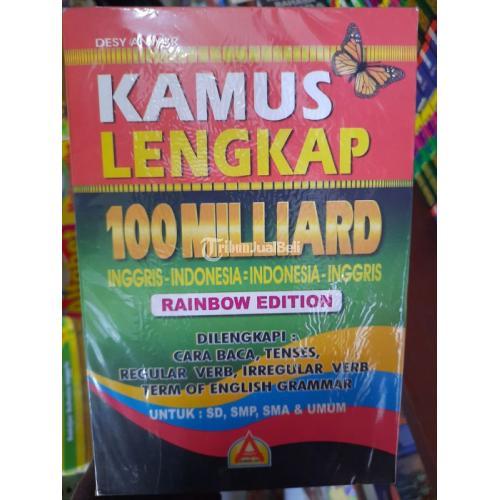 DESY ANWAR
KAMUS
LENGKAP
100 MILLIARD
TribunJualBeli
INGGRIS - INDONESIA = INDONESIA - INGGRIS
RAINBOW EDITION
DILENGKAPI :
CARA BACA, TENSES,
REGULAR VERB, IRREGULAR VERB,
TERM OF ENGLISH GRAMMAR
UNTUK : SD, SMP, SMA & UMUM